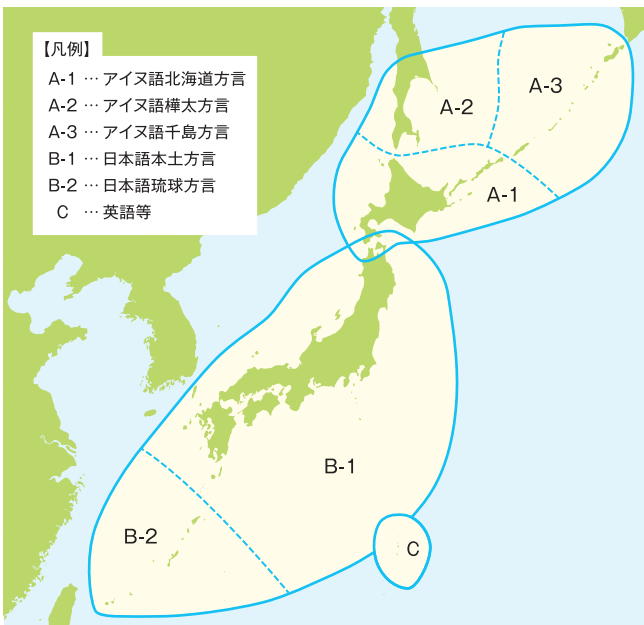 【凡例】
A-1 … アイヌ語北海道方言
A-2 … アイヌ語樺太方言
A-3 … アイヌ語千島方言
B-1 … 日本語本土方言
B-2 … 日本語琉球方言
C … 英語等
A-3
A-2
A-1
B-1
B-2
C